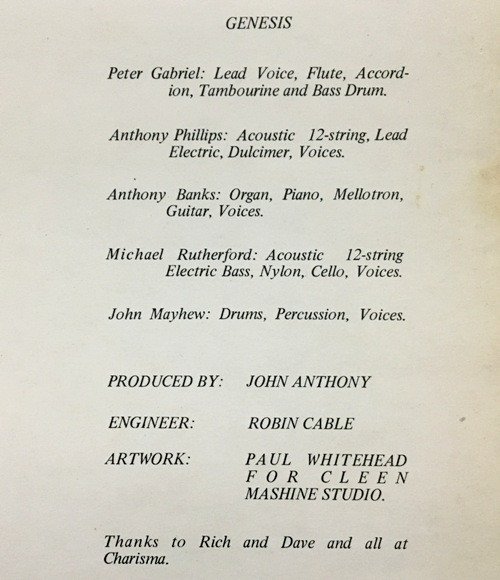 GENESIS
Peter Gabriel: Lead Voice, Flute, Accord-
ion, Tambourine and Bass Drum.
Anthony Phillips: Acoustic 12-string, Lead
Electric, Dulcimer, Voices.
Anthony Banks: Organ, Piano, Mellotron,
Guitar, Voices.
Michael Rutherford: Acoustic 12-string
Electric Bass, Nylon, Cello, Voices.
John Mayhew: Drums, Percussion, Voices.
PRODUCED BY: JOHN ANTHONY
ENGINEER: ROBIN CABLE
ARTWORK: PAUL WHITEHEAD
FOR CLEEN
MASHINE STUDIO.
Thanks to Rich and Dave and all at
Charisma.